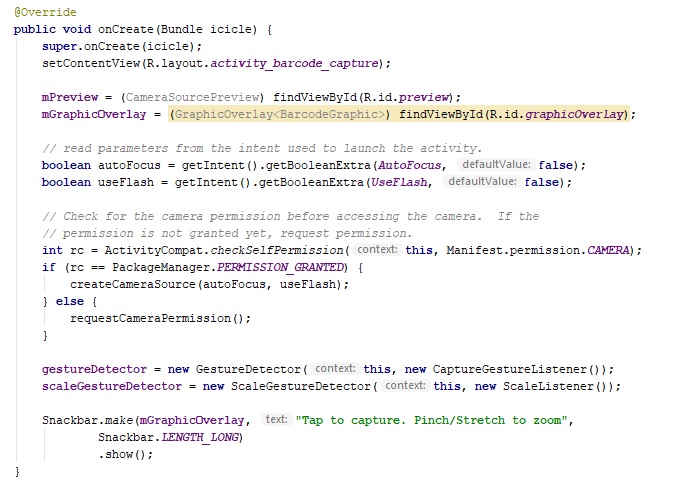 @Override
public void onCreate(Bundle icicle) {
super.onCreate(icicle);
setContentView(R.layout.activity_barcode_capture);
mPreview = (CameraSourcePreview) findViewById(R.id.preview);
mGraphicOverlay = (GraphicOverlay<BarcodeGraphic>) findViewById(R.id.graphicOverlay);
// read parameters from the intent used to launch the activity.
boolean autoFocus = getIntent().getBooleanExtra(AutoFocus, defaultValue: false);
boolean useFlash = getIntent().getBooleanExtra(UseFlash, defaultValue: false);
// Check for the camera permission before accessing the camera.  If the
// permission is not granted yet, request permission.
int rc = ActivityCompat.checkSelfPermission( context: this, Manifest.permission.CAMERA);
if (rc == PackageManager.PERMISSION_GRANTED) {
createCameraSource(autoFocus, useFlash);
} else {
requestCameraPermission();
}
gestureDetector = new GestureDetector( context: this, new CaptureGestureListener());
scaleGestureDetector = new ScaleGestureDetector( context: this, new ScaleListener());
Snackbar.make(mGraphicOverlay, text: "Tap to capture. Pinch/Stretch to zoom",
Snackbar.LENGTH_LONG)
.show();
}